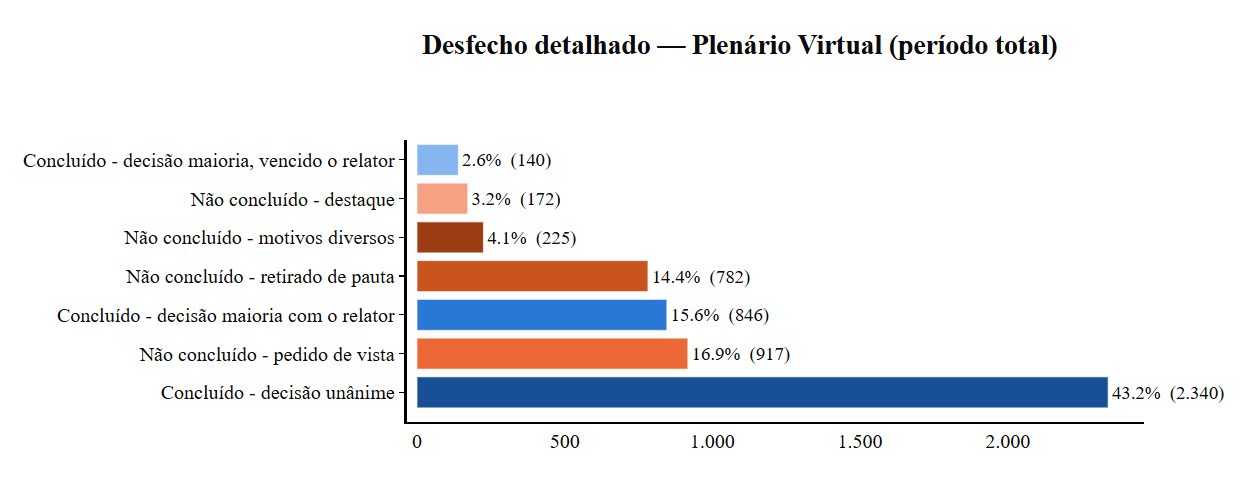 Desfecho detalhado — Plenário Virtual (período total)
Concluído - decisão maioria, vencido o relator 2.6% (140)
Não concluído - destaque 3.2% (172)
Não concluído - motivos diversos 4.1% (225)
Não concluído - retirado de pauta 14.4% (782)
Concluído - decisão maioria com o relator 15.6% (846)
Não concluído - pedido de vista 16.9% (917)
Concluído - decisão unânime 43.2% (2.340)
0 500 1.000 1.500 2.000